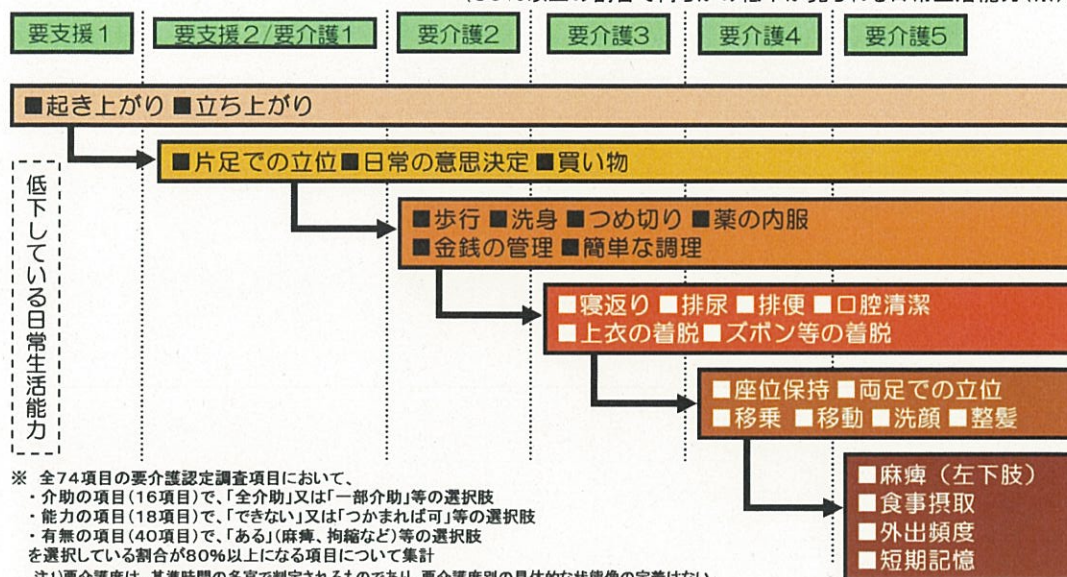 要支援1
要支援2/要介護1
要介護2
要介護3
要介護4
要介護5
■起き上がり ■立ち上がり
■片足での立位■日常の意思決定 ■買い物
■歩行 ■洗身 ■つめ切り ■薬の内服
■金銭の管理 ■簡単な調理
■寝返り ■排尿 ■排便 ■口腔清潔
■上衣の着脱■ズボン等の着脱
■座位保持 ■両足での立位
■移乗 ■移動 ■洗顔 ■整髪
■麻痺（左下肢）
■食事摂取
■外出頻度
■短期記憶
低下している日常生活能力
※ 全74項目の要介護認定調査項目において、
・介助の項目(16項目)で、「全介助」又は「一部介助」等の選択肢
・能力の項目(18項目)で、「できない」又は「つかまれば可」等の選択肢
・有無の項目(40項目)で、「ある」(麻痺、拘縮など)等の選択肢
を選択している割合が80%以上になる項目について集計